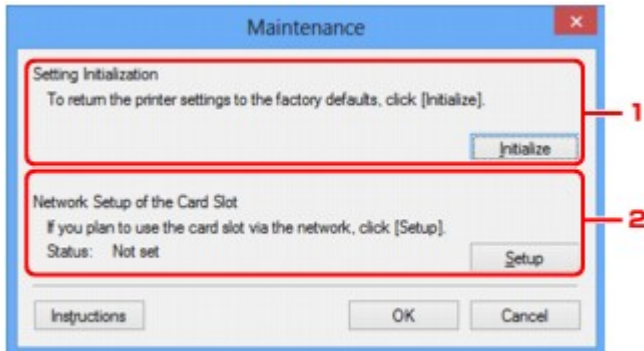 Maintenance
Setting Initialization
To return the printer settings to the factory defaults, click [Initialize].
1
Initialize
Network Setup of the Card Slot
If you plan to use the card slot via the network, click [Setup].
2
Status: Not set
Setup
Instructions OK Cancel